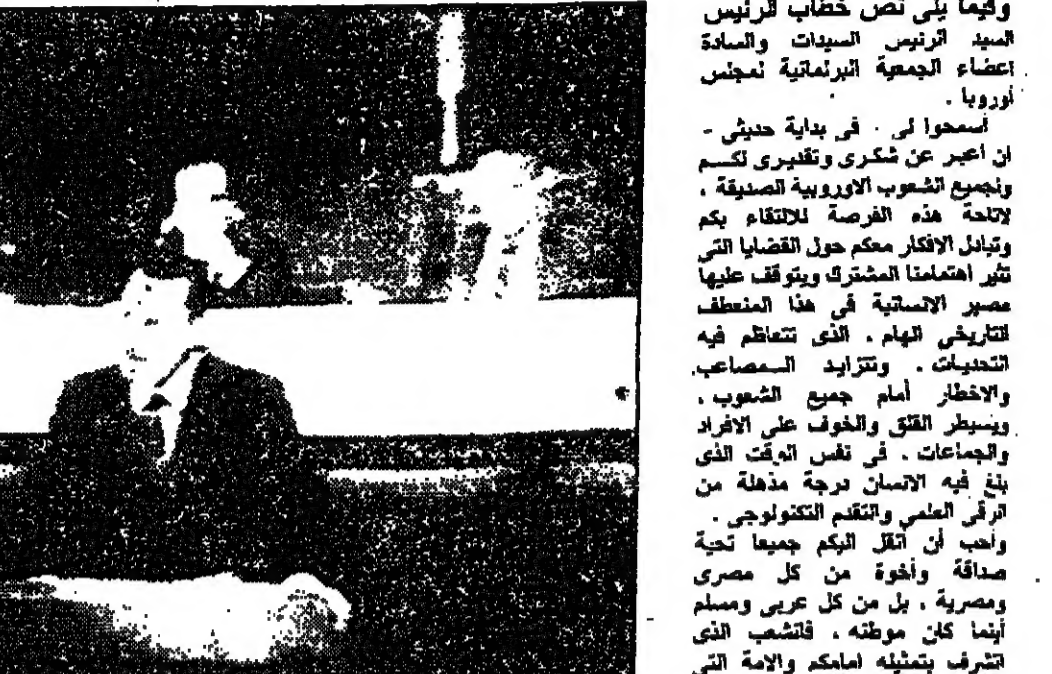 وفيما يلى نص خطاب الرئيس
السيد الرئيس السيدات والسادة
اعضاء الجمعية البرلمانية لمجلس
أوروبا .
اسمحوا لى . فى بداية حديثى -
ان أعبر عن شكرى وتقديرى لكم
ولجميع الشعوب الاوروبية الصديقة ،
لاتاحة هذه الفرصة للالتقاء بكم
وتبادل الافكار معكم حول القضايا التى
تثير اهتمامنا المشترك ويتوقف عليها
مصير الانسانية فى هذا المنعطف
التاريخى الهام . الذى تتعاظم فيه
التحديات . وتتزايد المصاعب
والاخطار أمام جميع الشعوب .
ويسيطر القلق والخوف على الافراد
والجماعات . فى نفس الوقت الذى
بلغ فيه الانسان درجة مذهلة من
الرقى العلمي والتقدم التكنولوجى .
وأحب أن أنقل اليكم جميعا تحية
صداقة وأخوة من كل مصرى
ومصرية ، بل من كل عربى ومسلم
أينما كان موطنه ، فالشعب الذى
اتشرف بتمثيله امامكم والامة التى